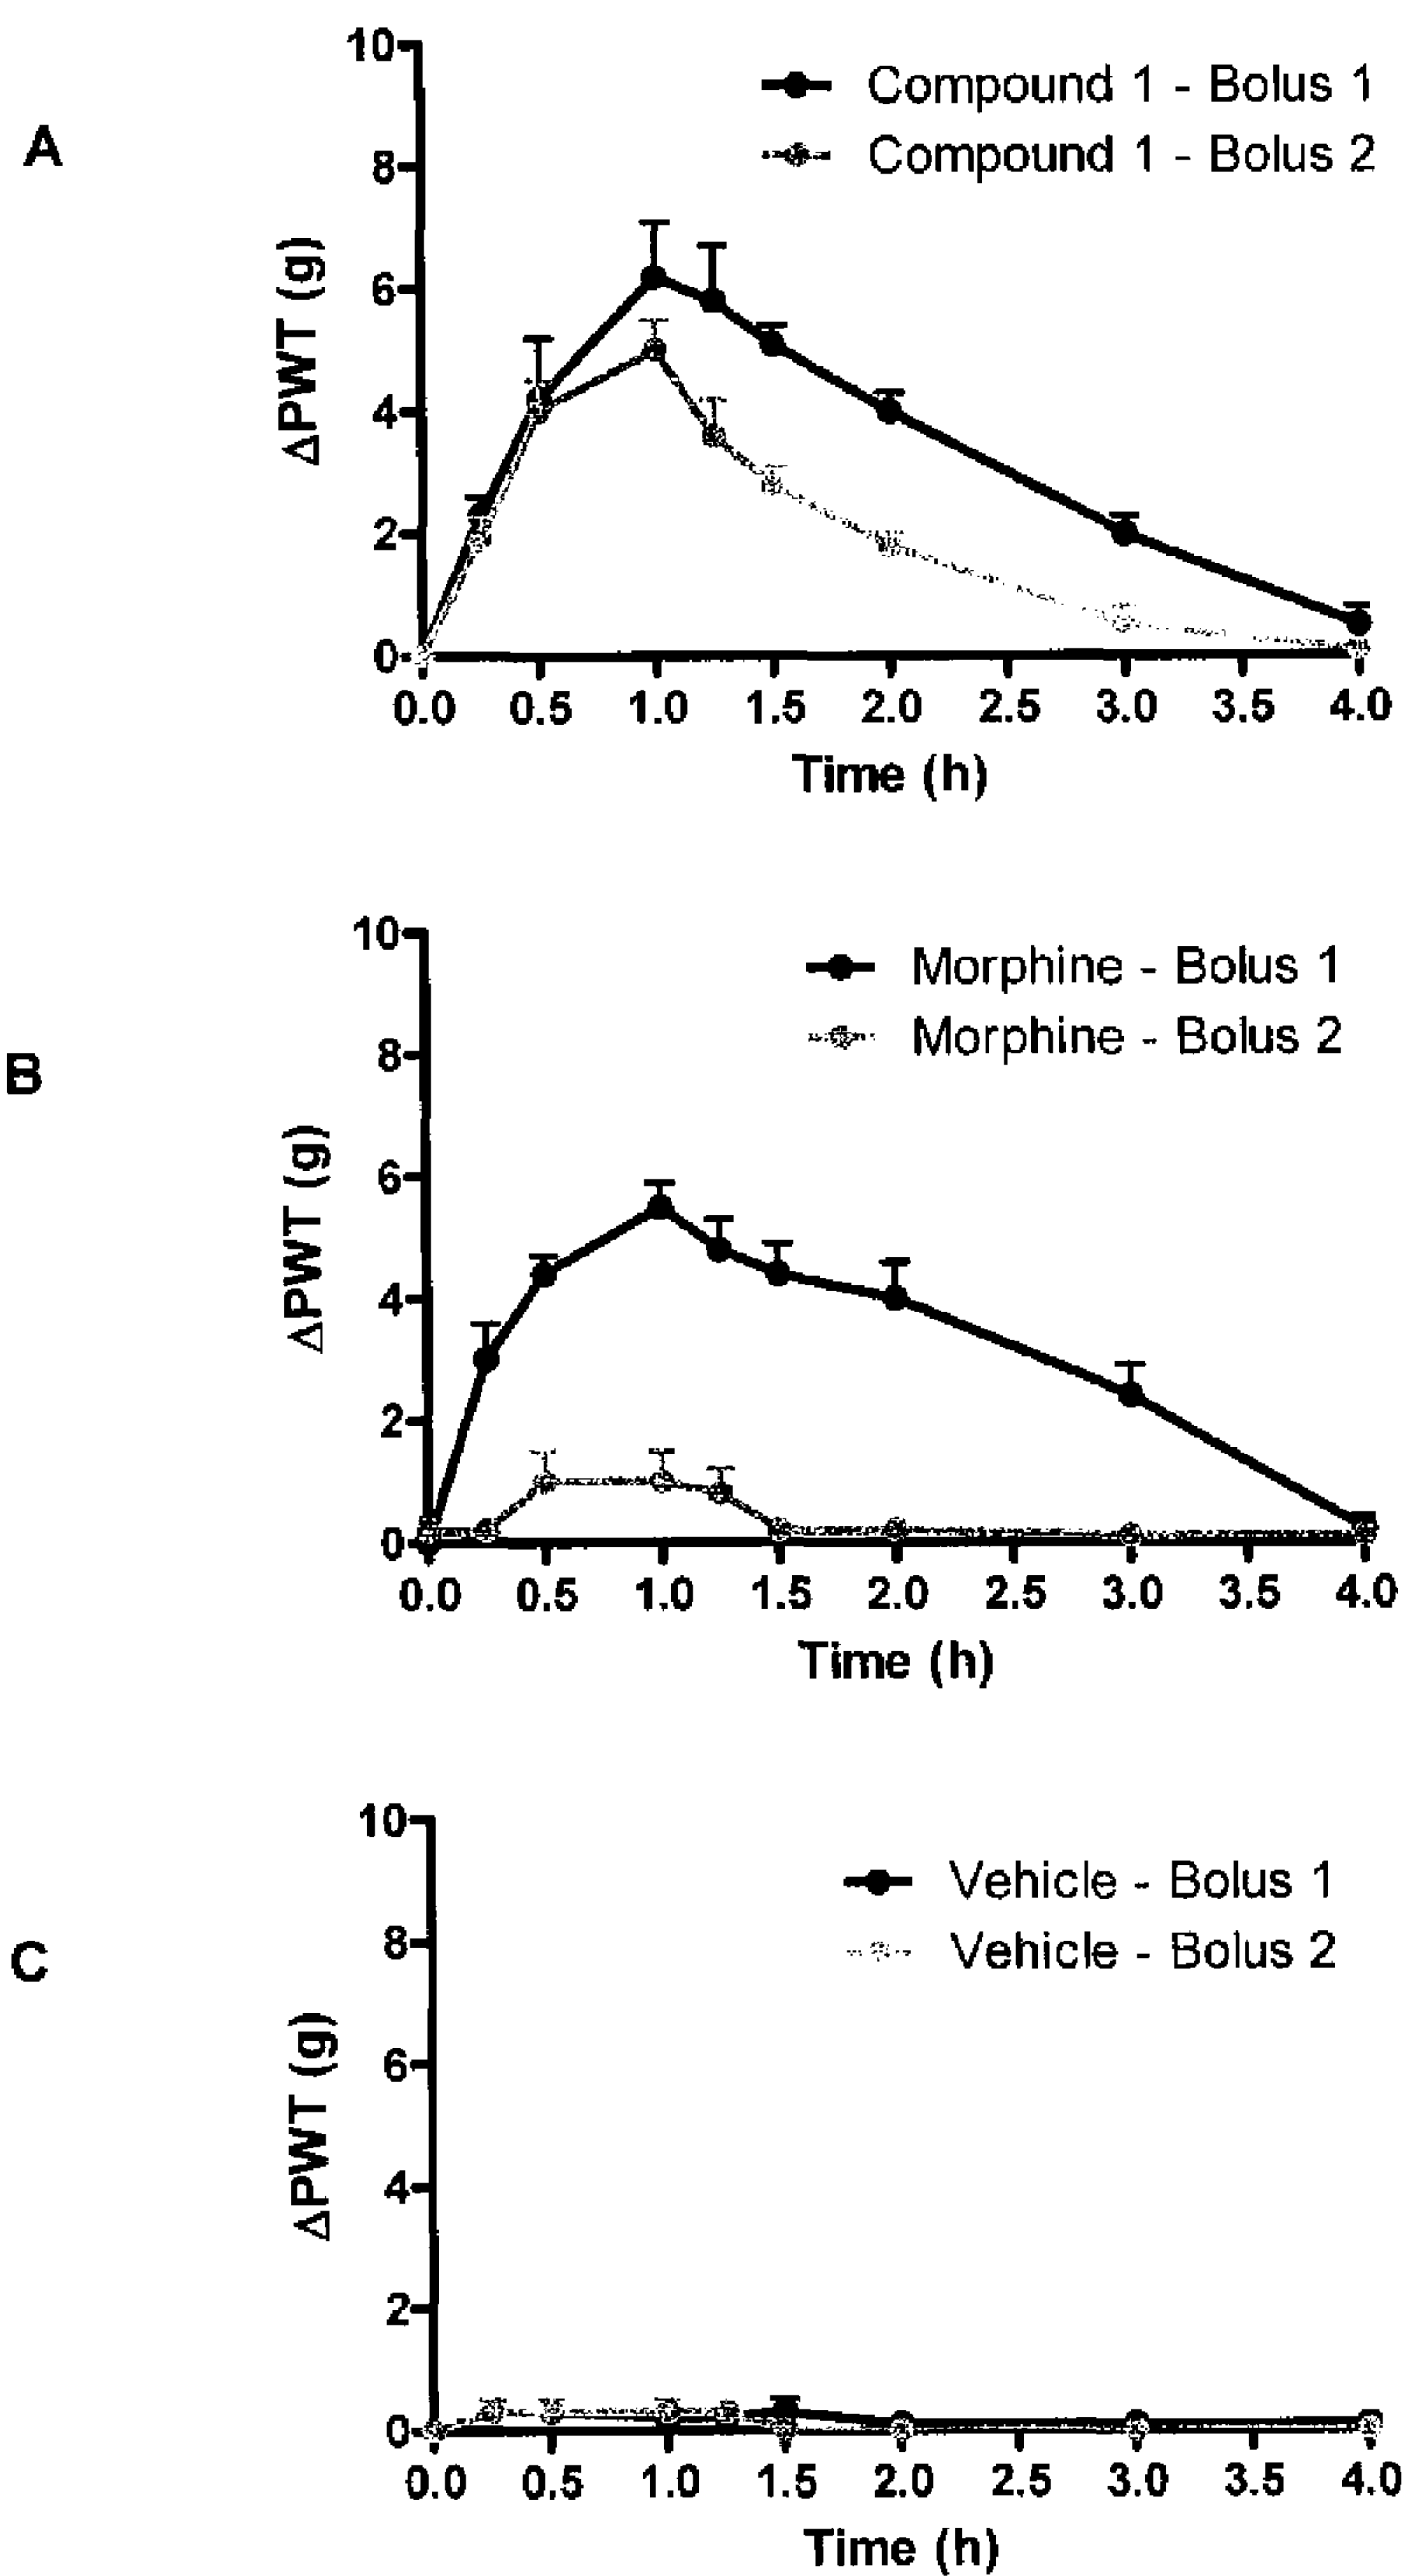 A
ΔPWT (g)
10
8
6
4
2
0
Compound 1 - Bolus 1
Compound 1 - Bolus 2
0.0 0.5 1.0 1.5 2.0 2.5 3.0 3.5 4.0
Time (h)
B
ΔPWT (g)
10
8
6
4
2
0
Morphine - Bolus 1
Morphine - Bolus 2
0.0 0.5 1.0 1.5 2.0 2.5 3.0 3.5 4.0
Time (h)
C
ΔPWT (g)
10
8
6
4
2
0
Vehicle - Bolus 1
Vehicle - Bolus 2
0.0 0.5 1.0 1.5 2.0 2.5 3.0 3.5 4.0
Time (h)